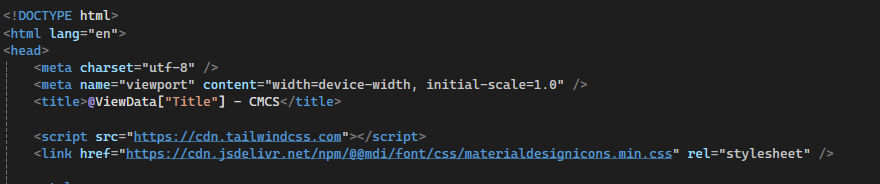 <!DOCTYPE html>
<html lang="en">
<head>
    <meta charset="utf-8" />
    <meta name="viewport" content="width=device-width, initial-scale=1.0" />
    <title>@ViewData["Title"] - CMCS</title>

    <script src="https://cdn.tailwindcss.com"></script>
    <link href="https://cdn.jsdelivr.net/npm/@@mdi/font/css/materialdesignicons.min.css" rel="stylesheet" />